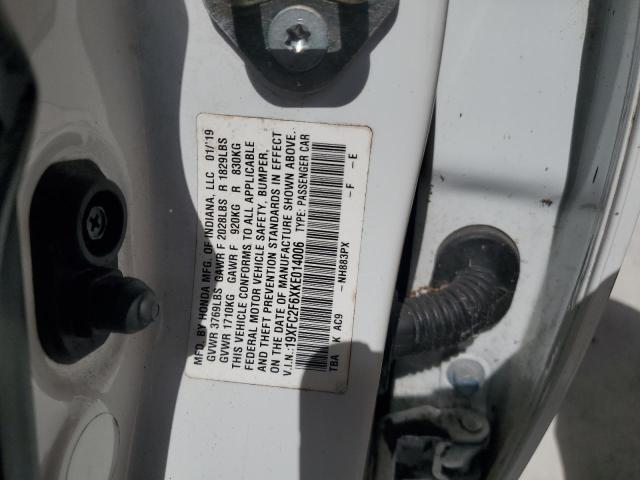 MFD. BY HONDA MFG. OF INDIANA, LLC 01/'19
GVWR 3769LBS GAWR F 2028LBS R 1829LBS
GVWR 1710KG GAWR F 920KG R 830KG
THIS VEHICLE CONFORMS TO ALL APPLICABLE
FEDERAL MOTOR VEHICLE SAFETY, BUMPER,
AND THEFT PREVENTION STANDARDS IN EFFECT
ON THE DATE OF MANUFACTURE SHOWN ABOVE.
V.I.N.:19XFC2F6XKE014006 TYPE: PASSENGER CAR
TBA K AC9 -NH883PX -F -E